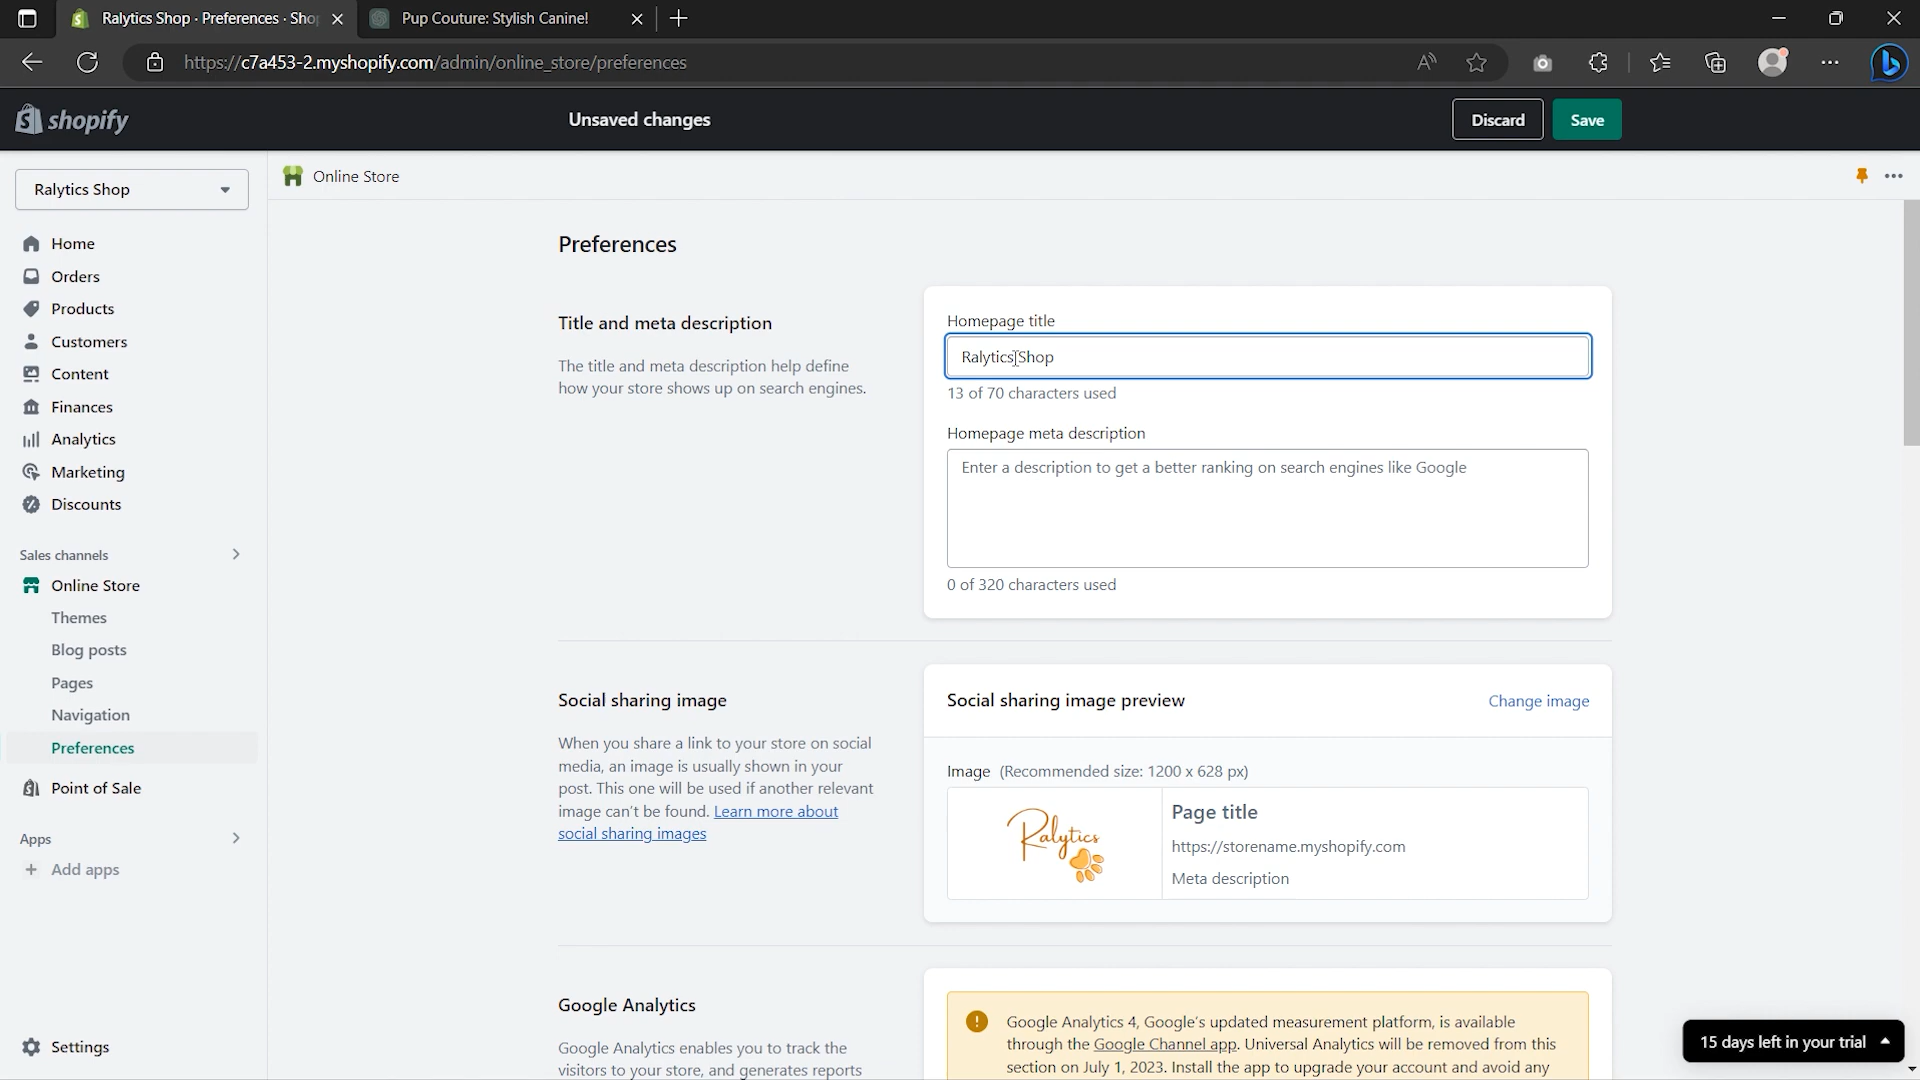 Ralytics Shop · Preferences · Sho
Pup Couture: Stylish Canine!
https://c7a453-2.myshopify.com/admin/online_store/preferences
shopify
Unsaved changes
Discard
Save
Ralytics Shop
Online Store
Home
Orders
Products
Customers
Content
Finances
Analytics
Marketing
Discounts
Sales channels
Online Store
Themes
Blog posts
Pages
Navigation
Preferences
Point of Sale
Apps
Add apps
Settings
Preferences
Title and meta description
The title and meta description help define
how your store shows up on search engines.
Homepage title
Ralytics Shop
13 of 70 characters used
Homepage meta description
Enter a description to get a better ranking on search engines like Google
0 of 320 characters used
Social sharing image
When you share a link to your store on social
media, an image is usually shown in your
post. This one will be used if another relevant
image can't be found. Learn more about
social sharing images
Social sharing image preview
Change image
Image (Recommended size: 1200 x 628 px)
Ralytics
Page title
https://storename.myshopify.com
Meta description
Google Analytics
Google Analytics enables you to track the
visitors to your store, and generates reports
Google Analytics 4, Google's updated measurement platform, is available
through the Google Channel app. Universal Analytics will be removed from this
section on July 1, 2023. Install the app to upgrade your account and avoid any
15 days left in your trial